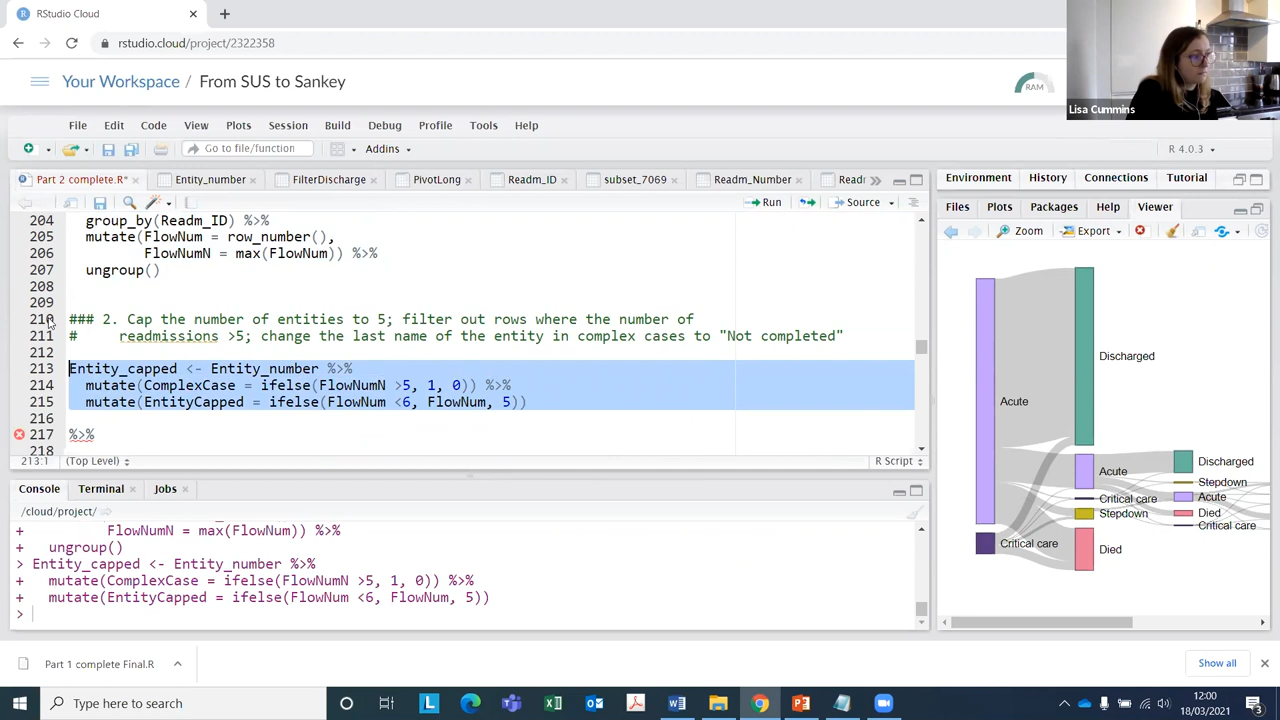 RStudio Cloud
rstudio.cloud/project/2322358
Your Workspace / From SUS to Sankey
RAM
Lisa Cummins
File Edit Code View Plots Session Build Debug Profile Tools Help
Go to file/function
Addins
R 4.0.3
Part 2 complete.R*
Entity_number
FilterDischarge
PivotLong
Readm_ID
subset_7069
Readm_Number
Readr
Run
Source
204 group_by(Readm_ID) %>%
205 mutate(FlowNum = row_number(),
206 FlowNumN = max(FlowNum)) %>%
207 ungroup()
208
209
210 ### 2. Cap the number of entities to 5; filter out rows where the number of
211 # readmissions >5; change the last name of the entity in complex cases to "Not completed"
212
213 Entity_capped <- Entity_number %>%
214 mutate(ComplexCase = ifelse(FlowNumN >5, 1, 0)) %>%
215 mutate(EntityCapped = ifelse(FlowNum <6, FlowNum, 5))
216
217 %>%
218
213:1 (Top Level) R Script
Console Terminal Jobs
/cloud/project/
+ FlowNumN = max(FlowNum)) %>%
+ ungroup()
> Entity_capped <- Entity_number %>%
+ mutate(ComplexCase = ifelse(FlowNumN >5, 1, 0)) %>%
+ mutate(EntityCapped = ifelse(FlowNum <6, FlowNum, 5))
>
Environment History Connections Tutorial
Files Plots Packages Help Viewer
Zoom Export
Acute
Critical care
Discharged
Acute
Critical care
Stepdown
Died
Discharged
Stepdown
Acute
Died
Critical care
Part 1 complete Final.R
Show all
Type here to search
12:00
18/03/2021
3